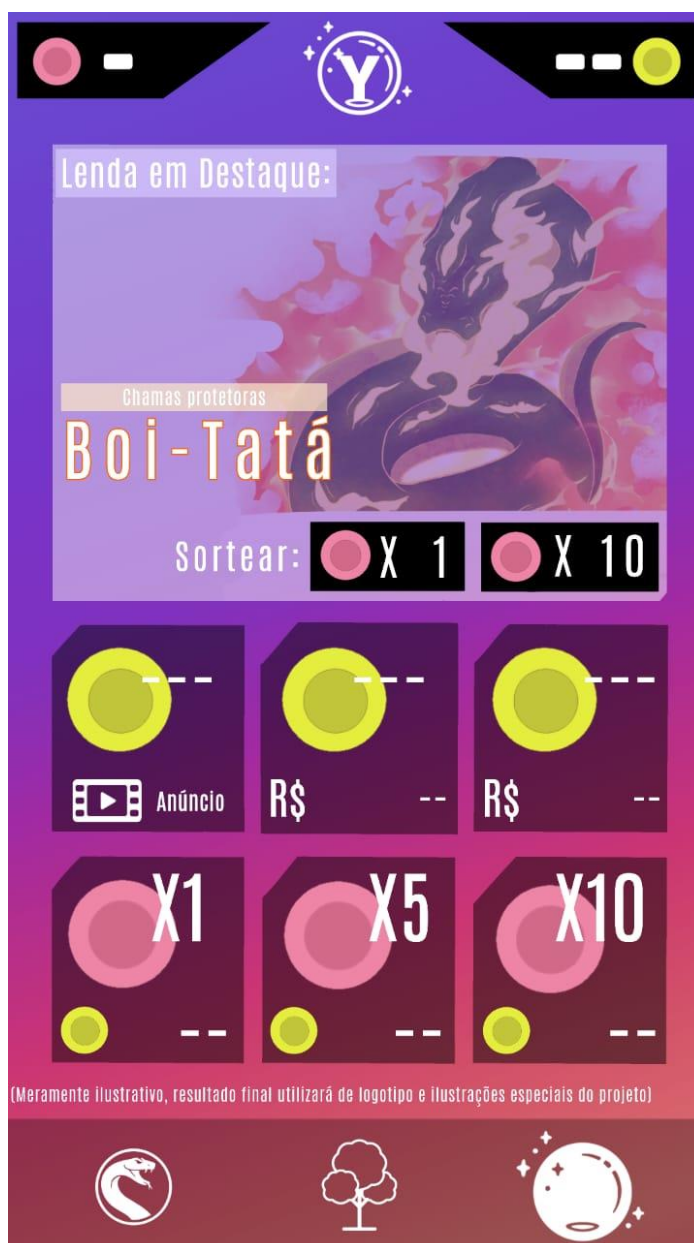 -
Y
--
Lenda em Destaque:
Chamas protetoras
Boi-Tatá
Sortear: X 1 X 10
--- --- ---
Anúncio R$ -- R$ --
X1 X5 X10
-- -- --
(Meramente ilustrativo, resultado final utilizará de logotipo e ilustrações especiais do projeto)